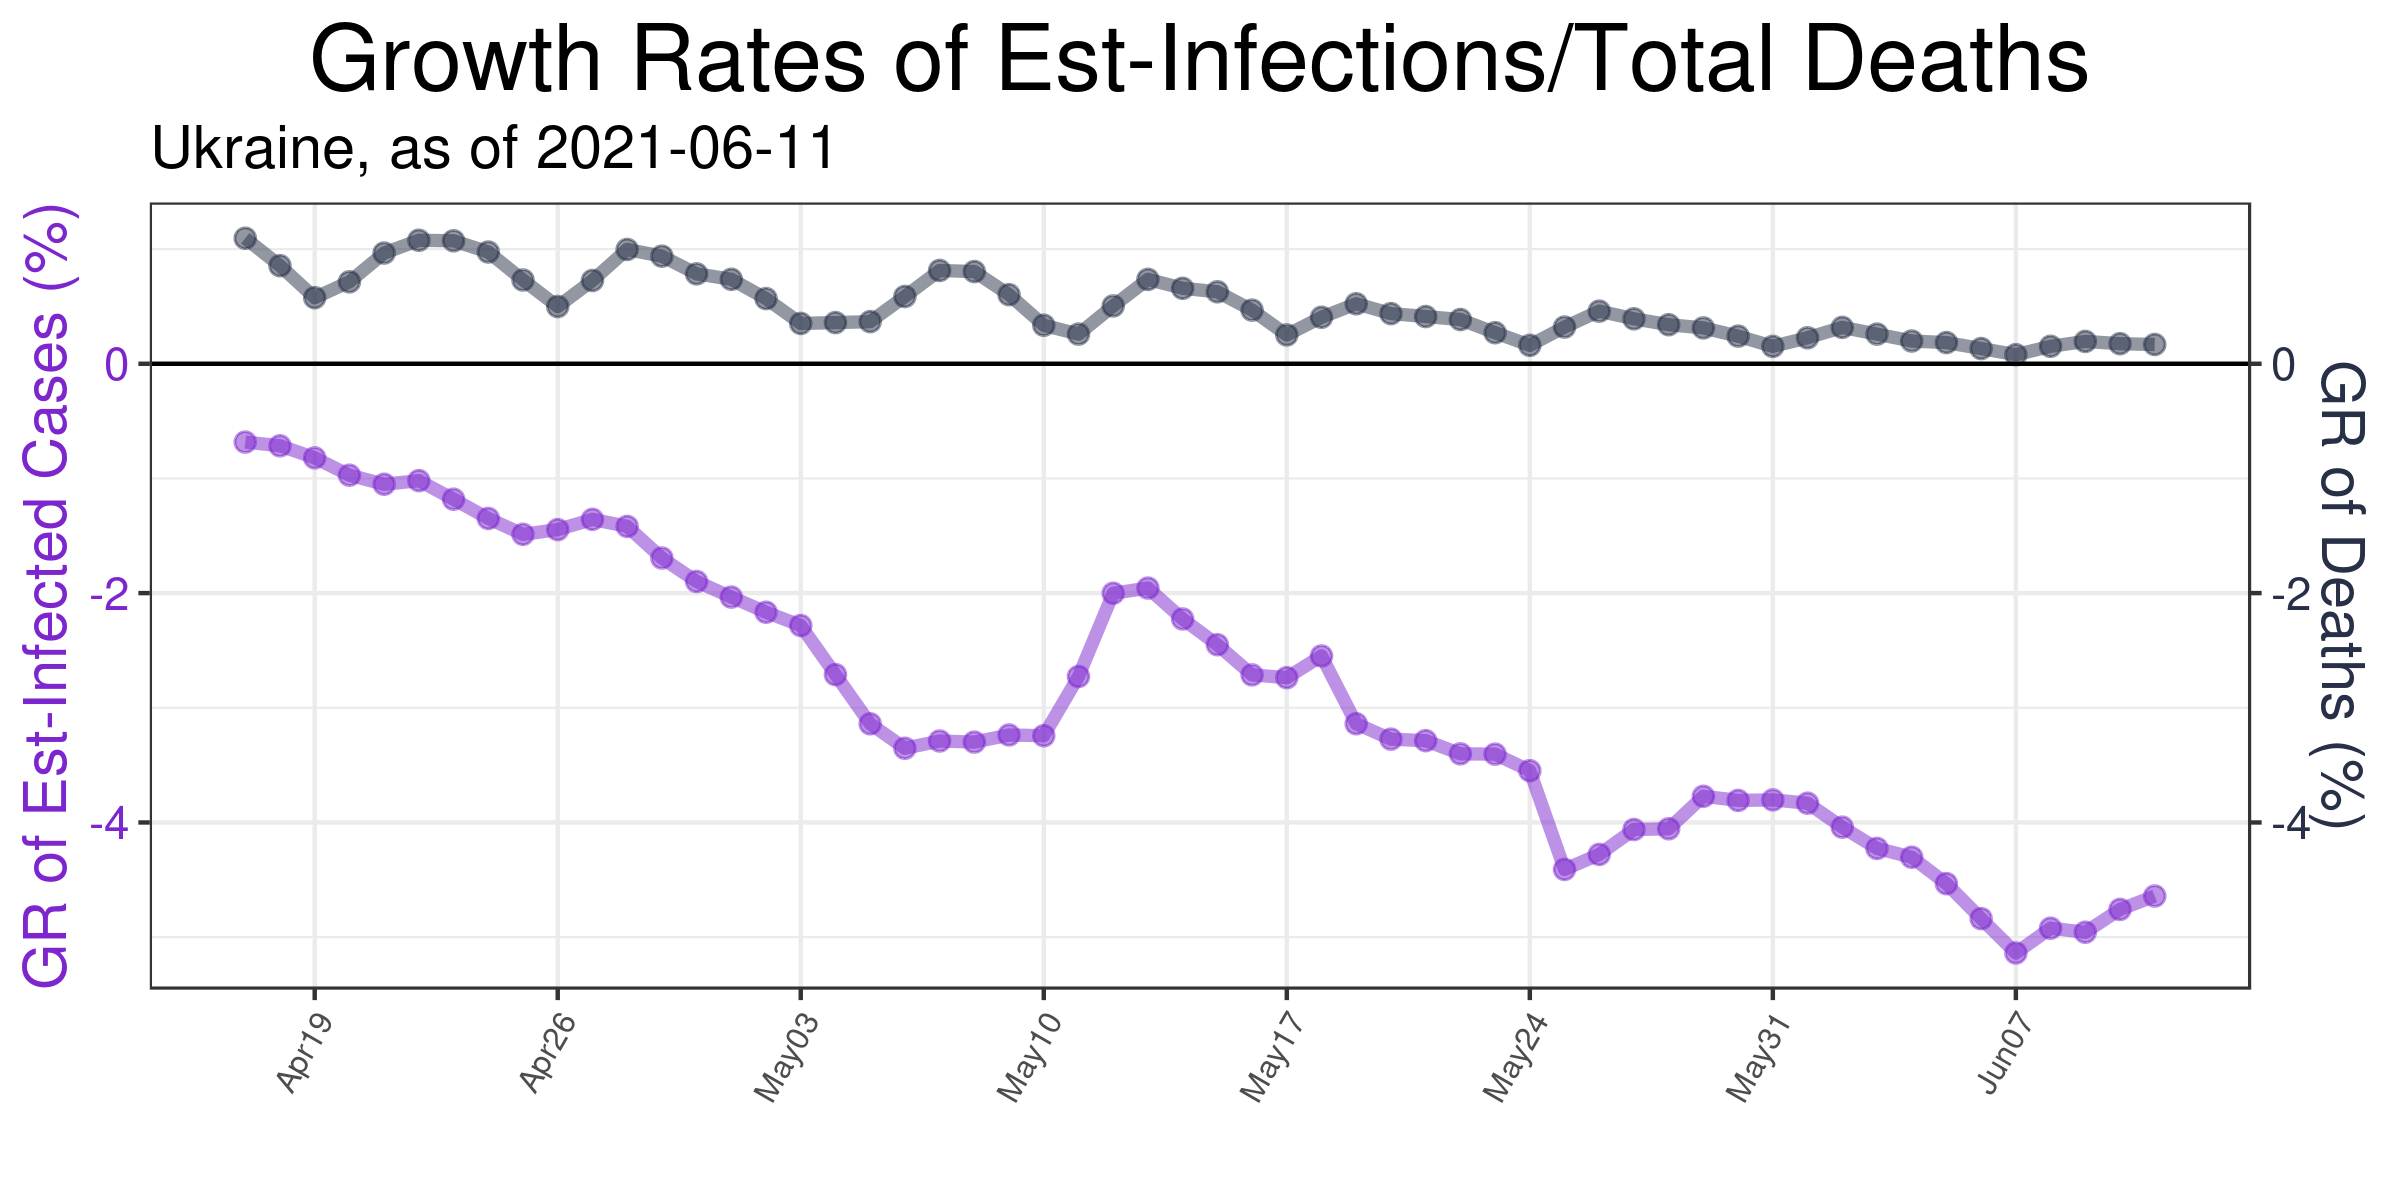 Growth Rates of Est-Infections/Total Deaths
Ukraine, as of 2021-06-11
GR of Est-Infected Cases (%)
0
-2
-4
0
-2
-4
GR of Deaths (%)
Apr19
Apr26
May03
May10
May17
May24
May31
Jun07